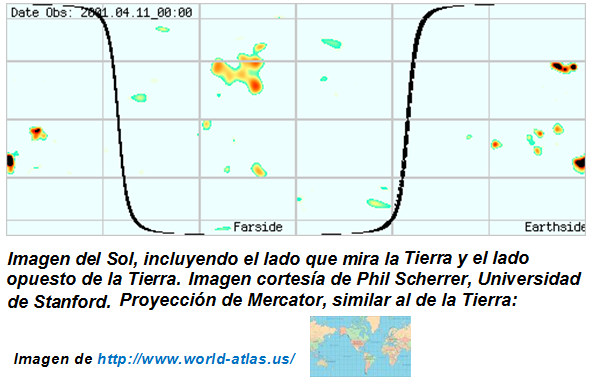 Date Obs: 2001.04.11_00:00
Farside
Earthside
Imagen del Sol, incluyendo el lado que mira la Tierra y el lado
opuesto de la Tierra. Imagen cortesía de Phil Scherrer, Universidad
de Stanford. Proyección de Mercator, similar al de la Tierra:
Imagen de http://www.world-atlas.us/